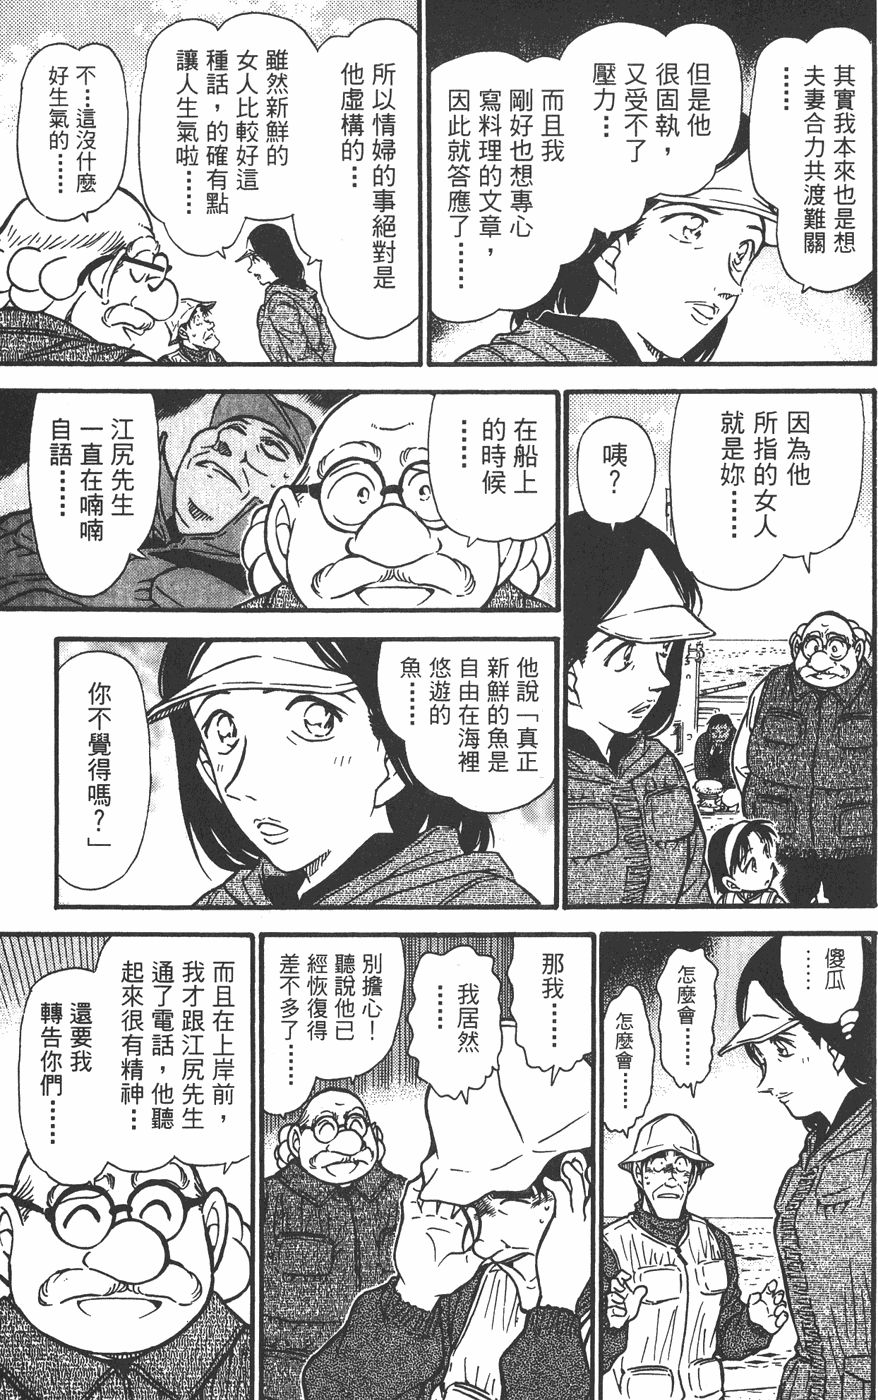 其實我本來也是想
夫妻合力共渡難關
……
但是他
很固執，
又受不了
壓力…
而且我
剛好也想專心
寫料理的文章，
因此就答應了……
所以情婦的事絕對是
他虛構的…
雖然新鮮的
女人比較好這
種話，的確有點
讓人生氣啦……
不…這沒什麼
好生氣的……
因為他
所指的女人
就是妳……
咦？
在船上
的時候
……
江尻先生
一直在喃喃
自語……
他說「真正
新鮮的魚是
自由在海裡
悠遊的
魚……
你不覺得嗎？」
傻瓜
……
怎麼會……
怎麼會……
那我……
我居然
……
別擔心！
聽說他已
經恢復得
差不多了……
而且在上岸前，
我才跟江尻先生
通了電話，他聽
起來很有精神…
還要我
轉告你們……